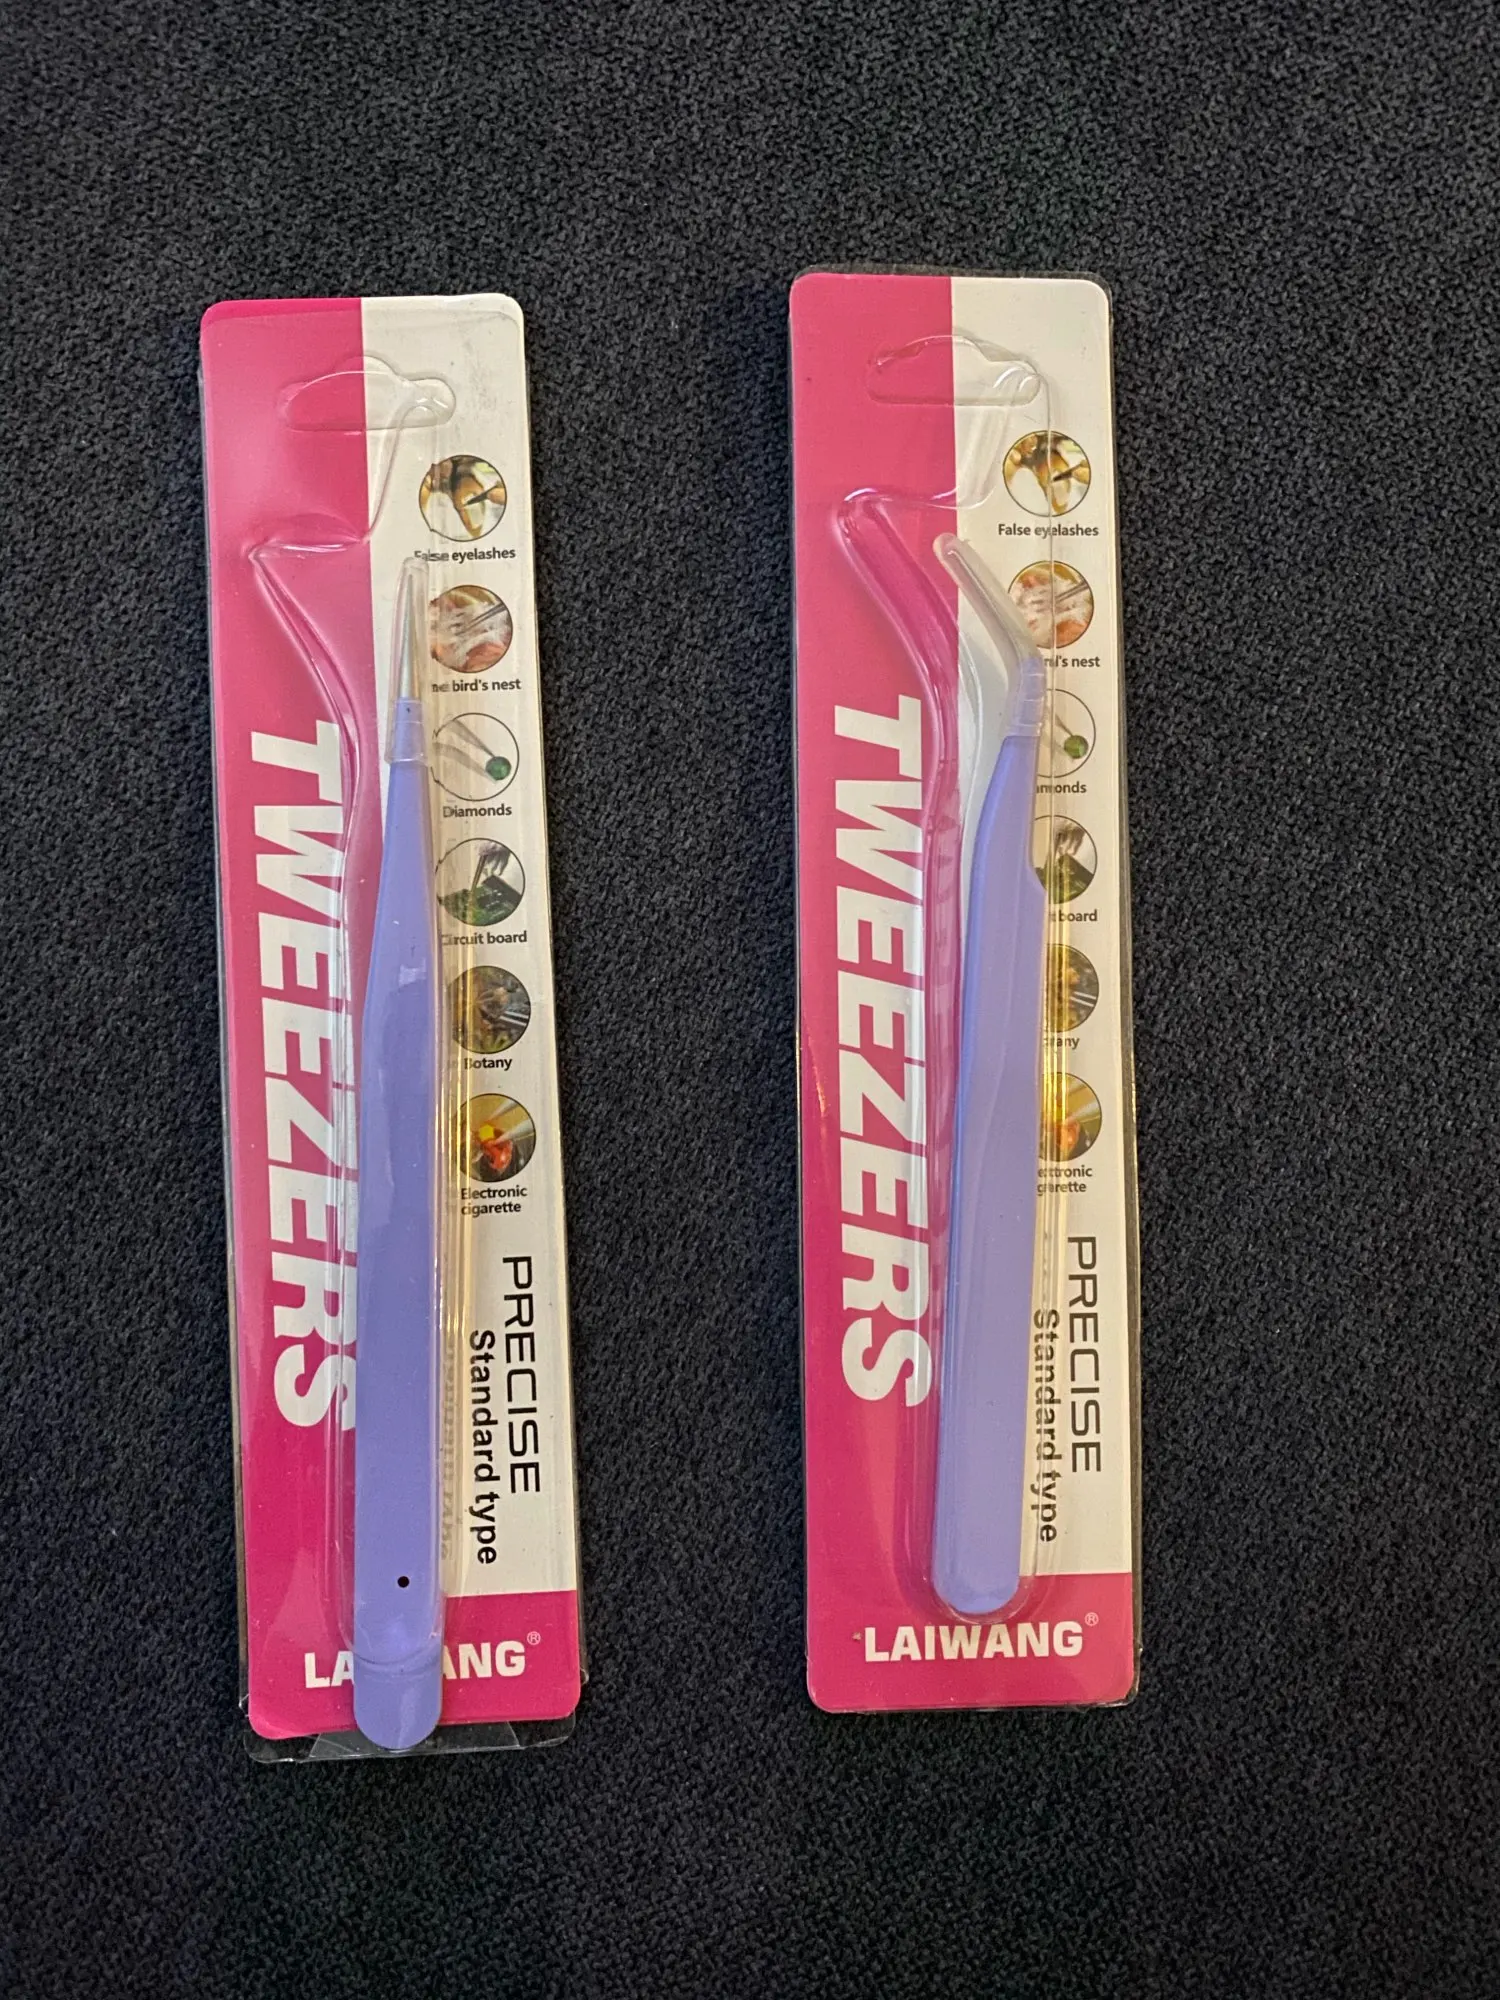 False eyelashes
bird's nest
Diamonds
Circuit board
Botany
Electronic
cigarette
TWEEZERS
PRECISE
Standard type
LA ANG®
False eyelashes
nest
board
TWEEZERS
PRECISE
Standard type
LAIWANG®